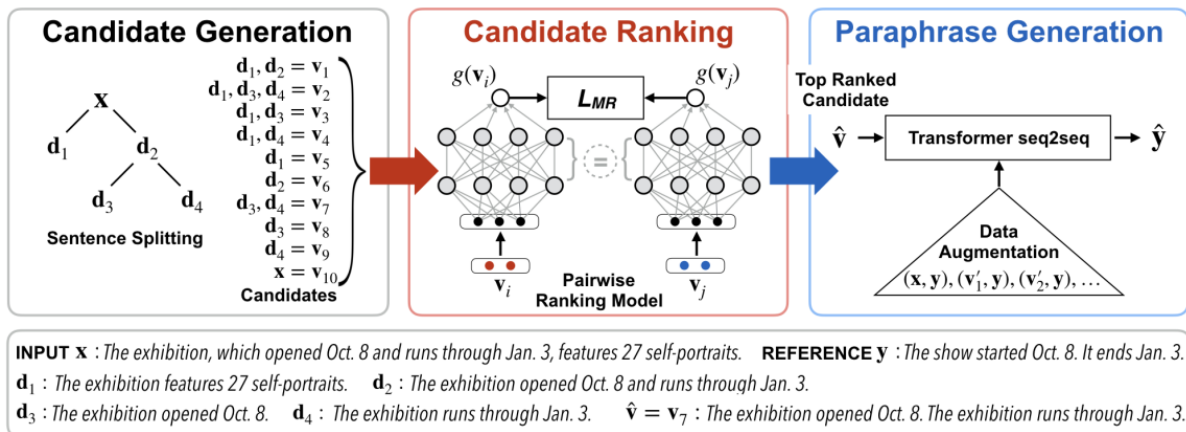 Candidate Generation
x
d1
d2
d3
d4
Sentence Splitting
d1, d2 = v1
d1, d3, d4 = v2
d1, d3 = v3
d1, d4 = v4
d1 = v5
d2 = v6
d3, d4 = v7
d3 = v8
d4 = v9
x = v10
Candidates
Candidate Ranking
g(vi)
LMR
g(vj)
=
vi
Pairwise
Ranking Model
vj
Paraphrase Generation
Top Ranked
Candidate
v̂
Transformer seq2seq
ŷ
Data
Augmentation
(x, y), (v′1, y), (v′2, y), …
INPUT x : The exhibition, which opened Oct. 8 and runs through Jan. 3, features 27 self-portraits. REFERENCE y : The show started Oct. 8. It ends Jan. 3.
d1 : The exhibition features 27 self-portraits. d2 : The exhibition opened Oct. 8 and runs through Jan. 3.
d3 : The exhibition opened Oct. 8. d4 : The exhibition runs through Jan. 3. v̂ = v7 : The exhibition opened Oct. 8. The exhibition runs through Jan. 3.